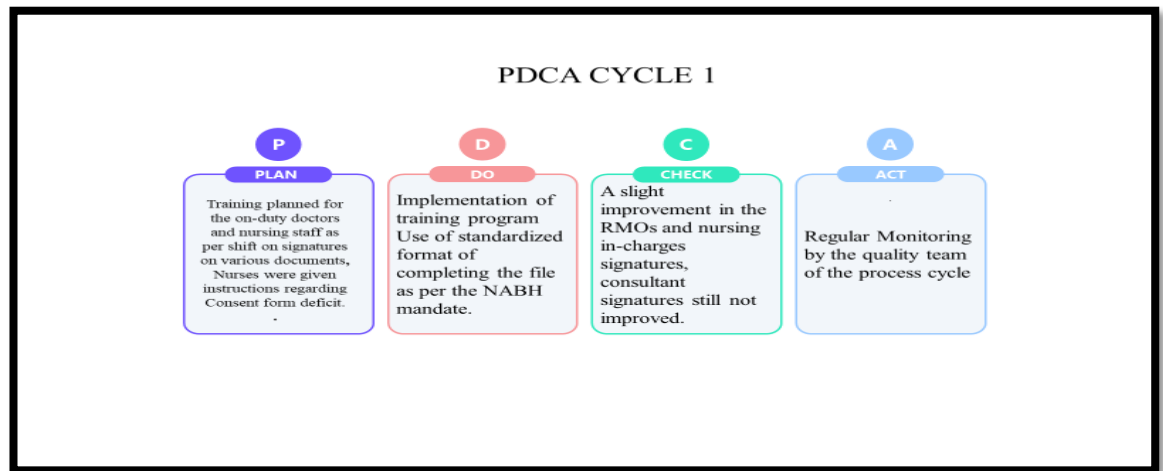 PDCA CYCLE 1
P
PLAN
Training planned for
the on-duty doctors
and nursing staff as
per shift on signatures
on various documents,
Nurses were given
instructions regarding
Consent form deficit.
.
D
DO
Implementation of
training program
Use of standardized
format of
completing the file
as per the NABH
mandate.
C
CHECK
A slight
improvement in the
RMOs and nursing
in-charges
signatures,
consultant
signatures still not
improved.
A
ACT
.
Regular Monitoring
by the quality team
of the process cycle